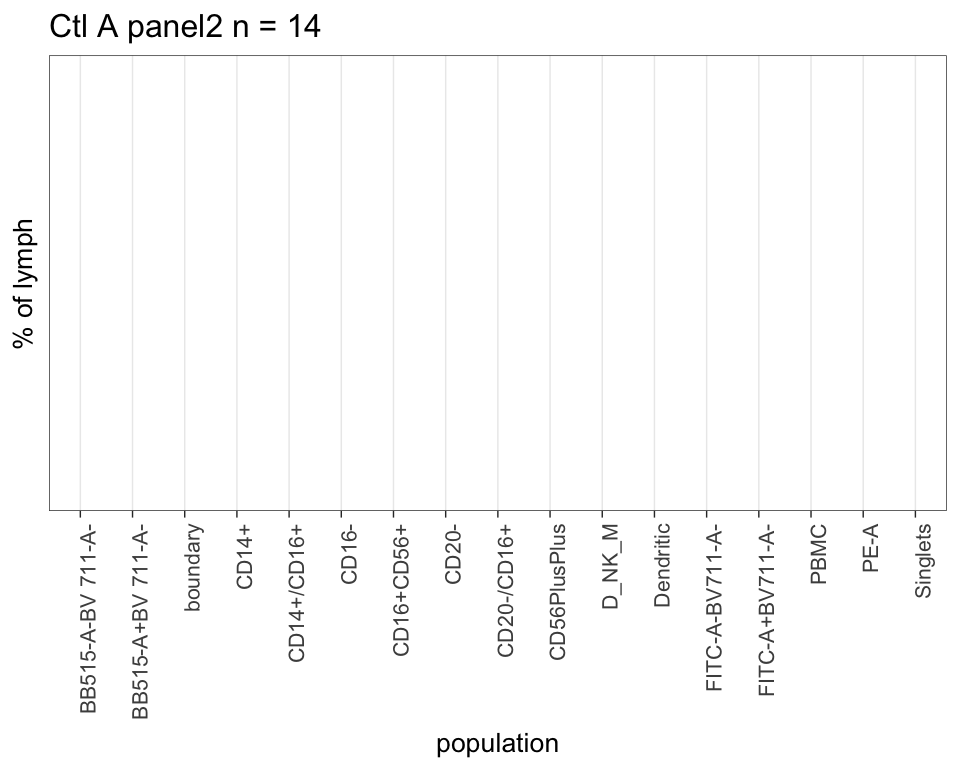 Ctl A panel2 n = 14
% of lymph
BB515-A-BV 711-A-
BB515-A+BV 711-A-
boundary
CD14+
CD14+/CD16+
CD16-
CD16+CD56+
CD20-
CD20-/CD16+
CD56PlusPlus
D_NK_M
Dendritic
FITC-A-BV711-A-
FITC-A+BV711-A-
PBMC
PE-A
Singlets
population